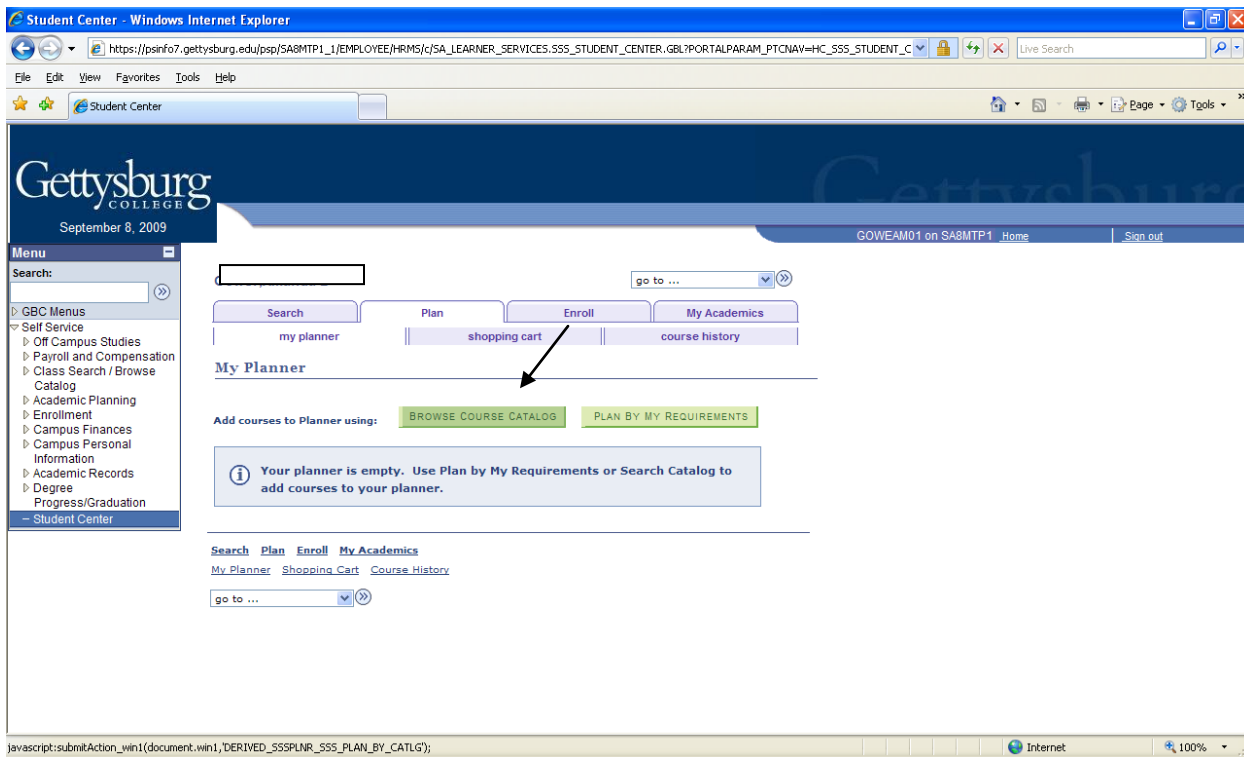 Student Center - Windows Internet Explorer
https://psinfo7.gettysburg.edu/psp/SA8MTP1_1/EMPLOYEE/HRMS/c/SA_LEARNER_SERVICES.SSS_STUDENT_CENTER.GBL?PORTALPARAM_PTCNAV=HC_SSS_STUDENT_C
Live Search
File Edit View Favorites Tools Help
Student Center
Page Tools
Gettysburg
COLLEGE
September 8, 2009
GOWEAM01 on SA8MTP1 Home Sign out
Menu
Search:
GBC Menus
Self Service
Off Campus Studies
Payroll and Compensation
Class Search / Browse
Catalog
Academic Planning
Enrollment
Campus Finances
Campus Personal
Information
Academic Records
Degree
Progress/Graduation
Student Center
go to ...
Search Plan Enroll My Academics
my planner shopping cart course history
My Planner
Add courses to Planner using: BROWSE COURSE CATALOG PLAN BY MY REQUIREMENTS
Your planner is empty. Use Plan by My Requirements or Search Catalog to
add courses to your planner.
Search Plan Enroll My Academics
My Planner Shopping Cart Course History
go to ...
javascript:submitAction_win1(document.win1,'DERIVED_SSSPLNR_SSS_PLAN_BY_CATLG'); Internet 100%